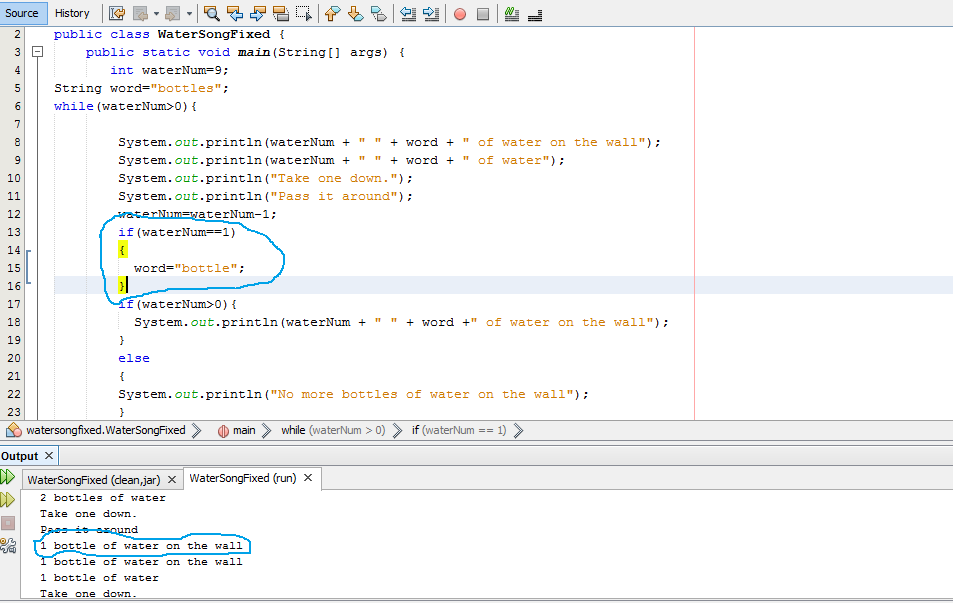 Source History
2 public class WaterSongFixed {
3 public static void main(String[] args) {
4 int waterNum=9;
5 String word="bottles";
6 while(waterNum>0){
7
8 System.out.println(waterNum + " " + word + " of water on the wall");
9 System.out.println(waterNum + " " + word + " of water");
10 System.out.println("Take one down.");
11 System.out.println("Pass it around");
12 waterNum=waterNum-1;
13 if(waterNum==1)
14 {
15 word="bottle";
16 }
17 if(waterNum>0){
18 System.out.println(waterNum + " " + word +" of water on the wall");
19 }
20 else
21 {
22 System.out.println("No more bottles of water on the wall");
23 }
watersongfixed.WaterSongFixed main while (waterNum > 0) if (waterNum == 1)
Output
WaterSongFixed (clean,jar) WaterSongFixed (run)
2 bottles of water
Take one down.
Pass it around
1 bottle of water on the wall
1 bottle of water on the wall
1 bottle of water
Take one down.